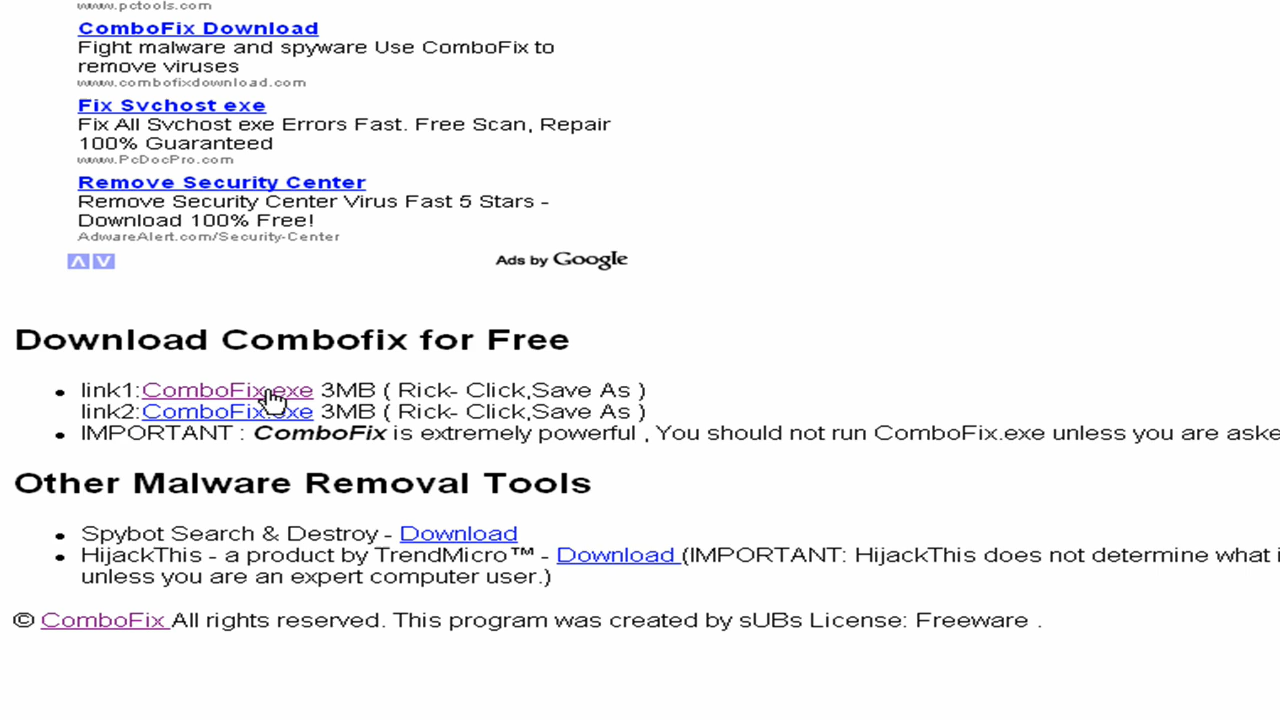 www.pctools.com
ComboFix Download
Fight malware and spyware Use ComboFix to
remove viruses
www.combofixdownload.com
Fix Svchost exe
Fix All Svchost exe Errors Fast. Free Scan, Repair
100% Guaranteed
www.PcDocPro.com
Remove Security Center
Remove Security Center Virus Fast 5 Stars -
Download 100% Free!
AdwareAlert.com/Security-Center
Ads by Google
Download Combofix for Free
link1:ComboFix.exe 3MB ( Rick- Click,Save As )
link2:ComboFix.exe 3MB ( Rick- Click,Save As )
IMPORTANT : ComboFix is extremely powerful , You should not run ComboFix.exe unless you are aske
Other Malware Removal Tools
Spybot Search & Destroy - Download
HijackThis - a product by TrendMicro™ - Download (IMPORTANT: HijackThis does not determine what i
unless you are an expert computer user.)
© ComboFix All rights reserved. This program was created by sUBs License: Freeware .